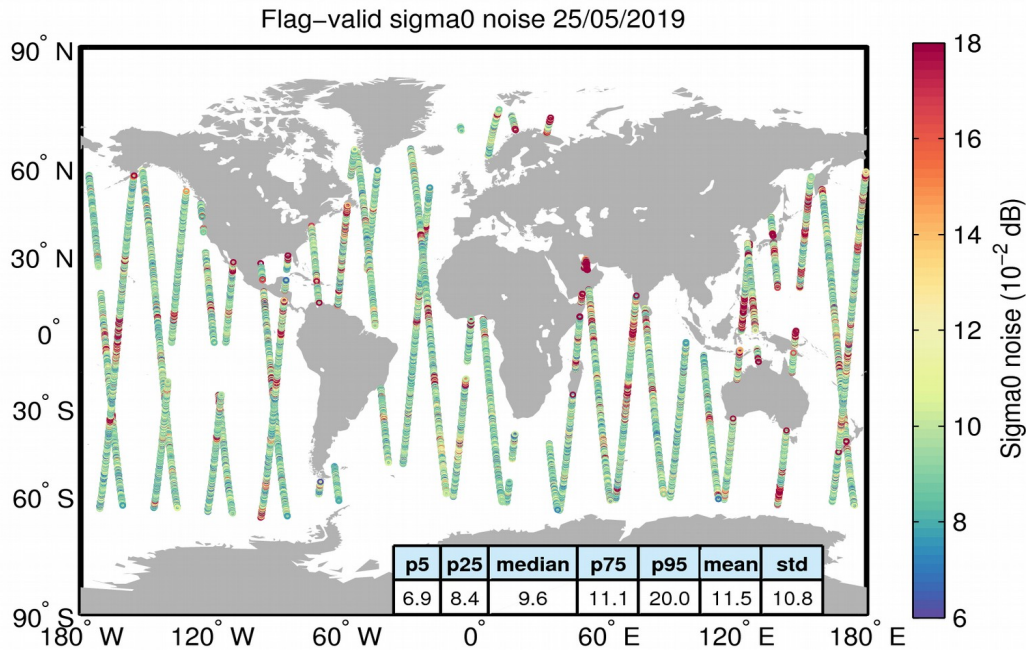 Flag−valid sigma0 noise 25/05/2019
90° N
60° N
30° N
0°
30° S
60° S
90° S
180° W
120° W
60° W
0°
60° E
120° E
180° E
p5 p25 median p75 p95 mean std
6.9 8.4 9.6 11.1 20.0 11.5 10.8
18
16
14
12
10
8
6
Sigma0 noise (10⁻² dB)